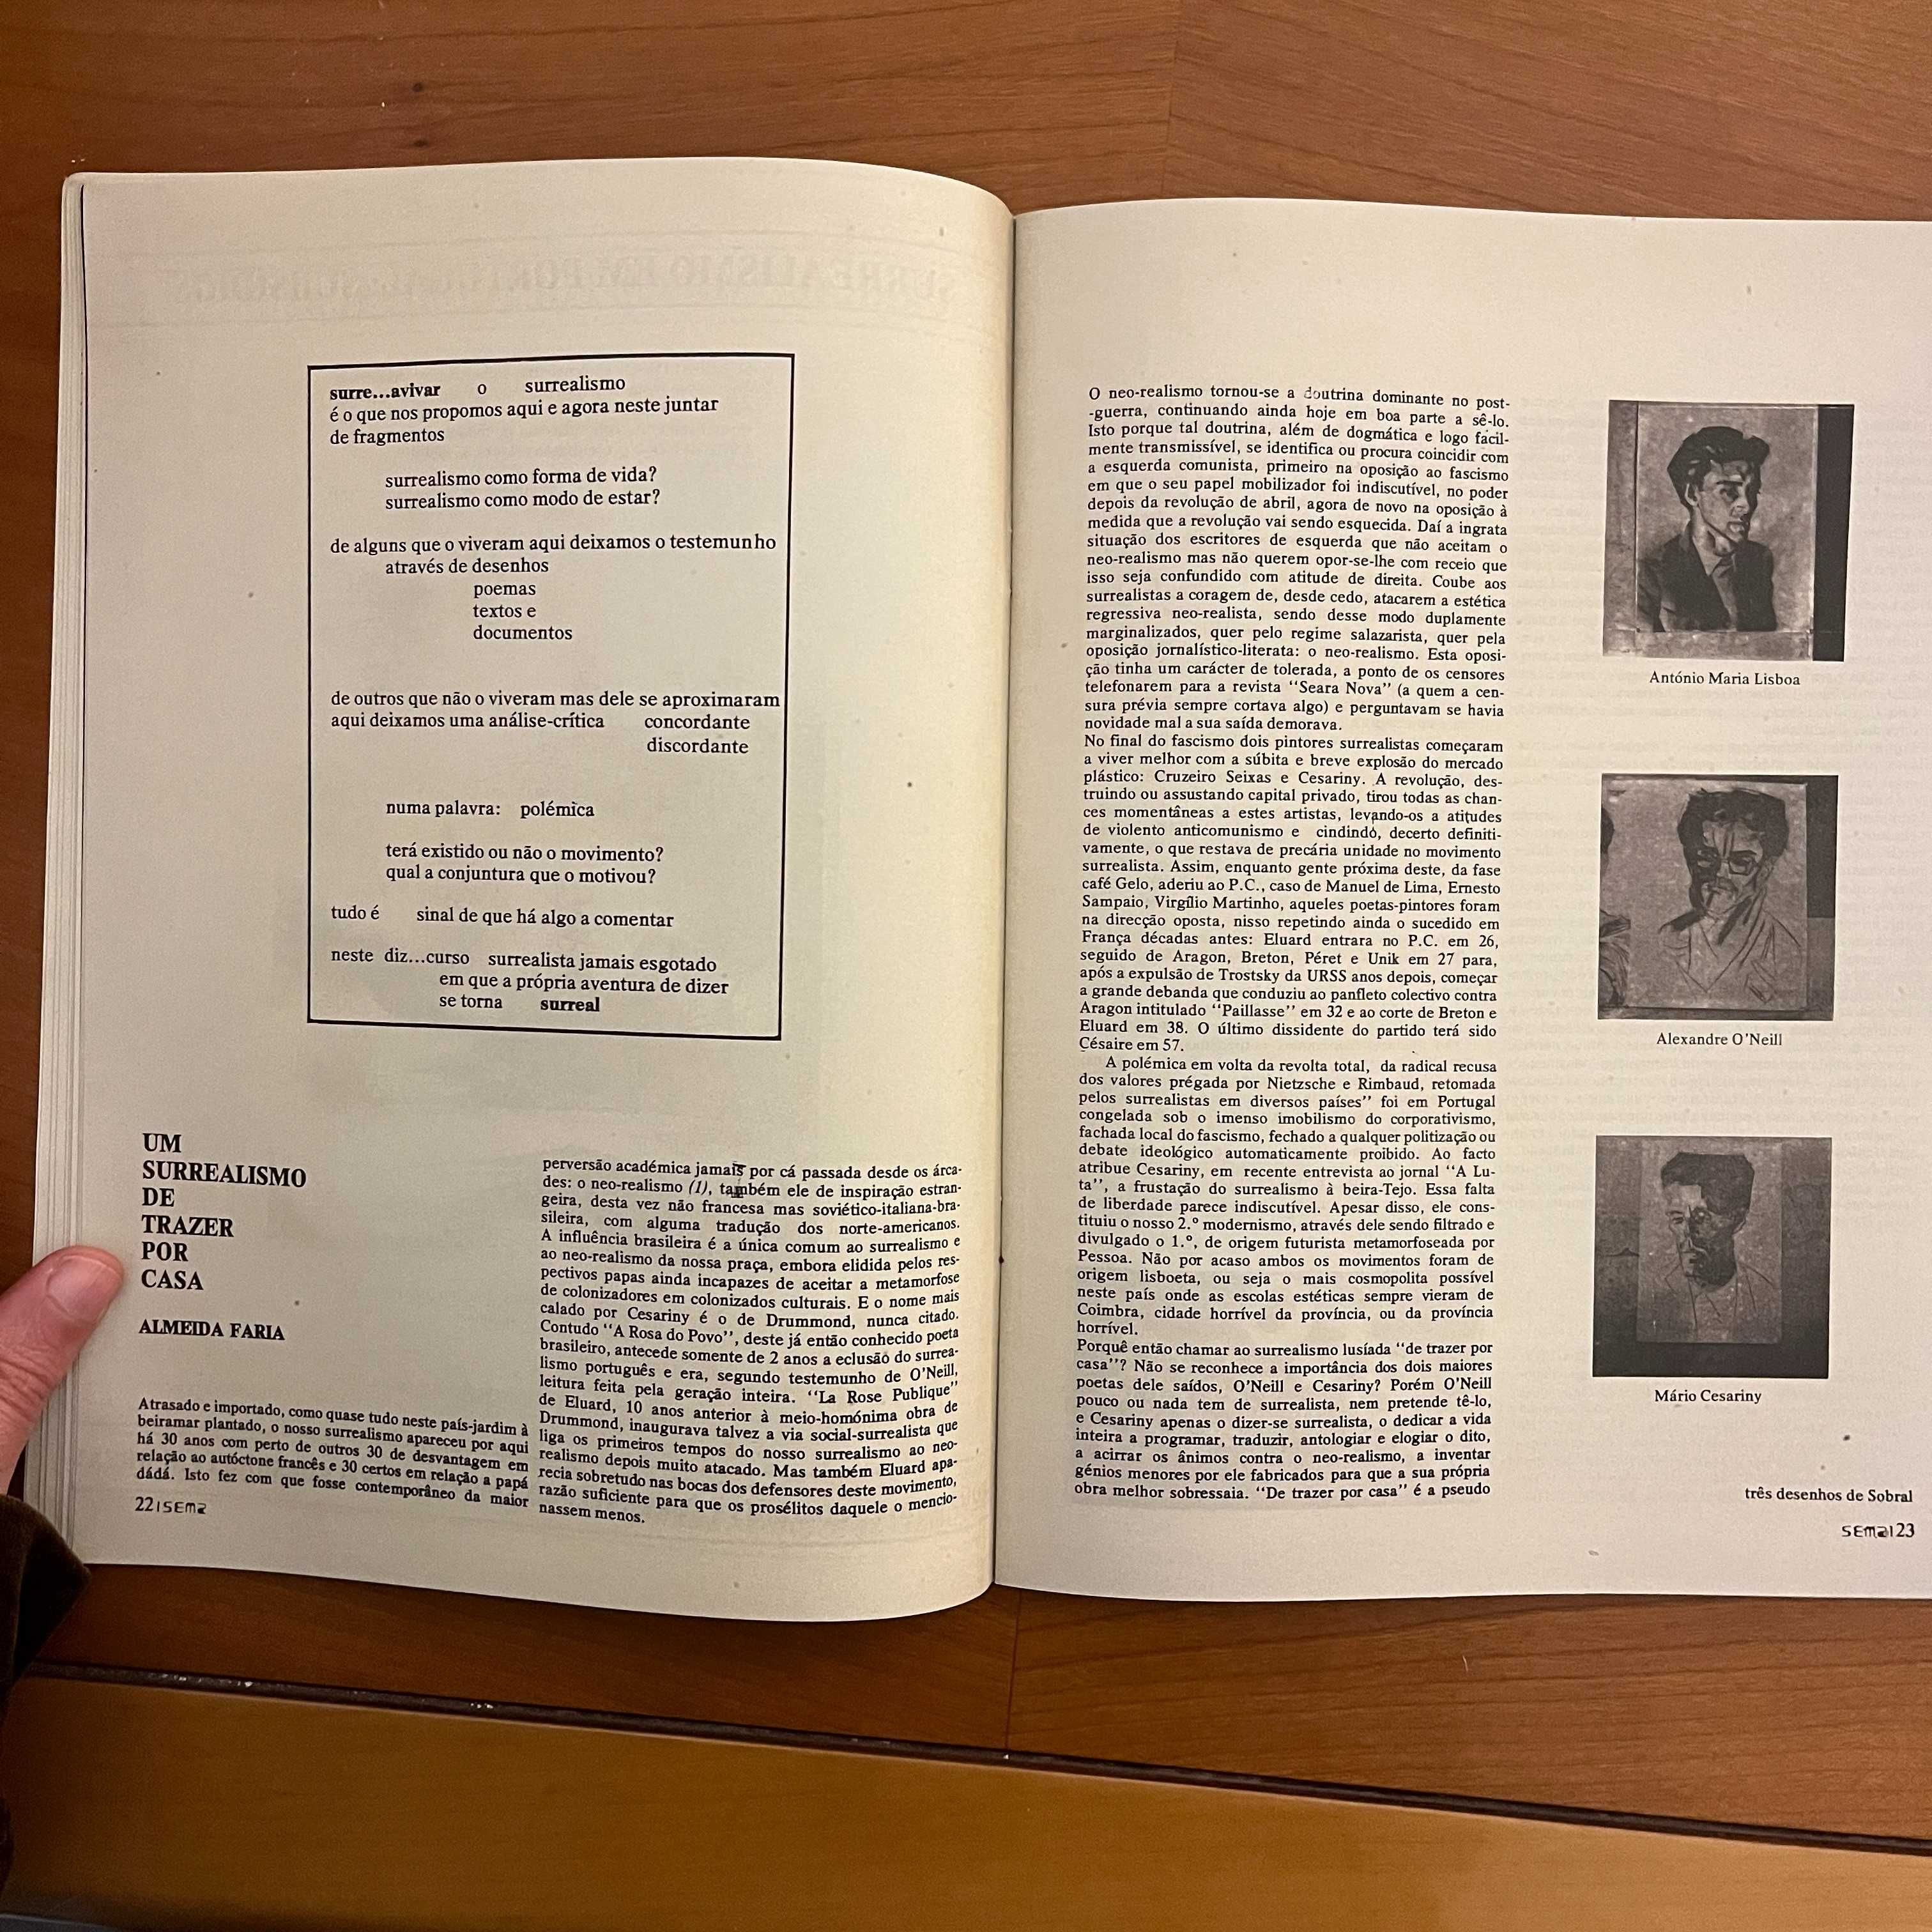 surre...avivar o surrealismo
é o que nos propomos aqui e agora neste juntar
de fragmentos
surrealismo como forma de vida?
surrealismo como modo de estar?
de alguns que o viveram aqui deixamos o testemunho
através de desenhos
poemas
textos e
documentos
de outros que não o viveram mas dele se aproximaram
aqui deixamos uma análise-crítica concordante
discordante
numa palavra: polémica
terá existido ou não o movimento?
qual a conjuntura que o motivou?
tudo é sinal de que há algo a comentar
neste diz...curso surrealista jamais esgotado
em que a própria aventura de dizer
se torna surreal
UM
SURREALISMO
DE
TRAZER
POR
CASA
ALMEIDA FARIA
Atrasado e importado, como quase tudo neste país-jardim à
beiramar plantado, o nosso surrealismo apareceu por aqui
há 30 anos com perto de outros 30 de desvantagem em
relação ao autóctone francês e 30 certos em relação a papá
dádá. Isto fez com que fosse contemporâneo da maior
22|SEMA
perversão académica jamais por cá passada desde os árca-
des: o neo-realismo (1), também ele de inspiração estran-
geira, desta vez não francesa mas soviético-italiana-bra-
sileira, com alguma tradução dos norte-americanos.
A influência brasileira é a única comum ao surrealismo e
ao neo-realismo da nossa praça, embora elidida pelos res-
pectivos papas ainda incapazes de aceitar a metamorfose
de colonizadores em colonizados culturais. E o nome mais
calado por Cesariny é o de Drummond, nunca citado.
Contudo "A Rosa do Povo", deste já então conhecido poeta
brasileiro, antecede somente de 2 anos a eclusão do surrea-
lismo português e era, segundo testemunho de O'Neill,
leitura feita pela geração inteira. "La Rose Publique"
de Eluard, 10 anos anterior à meio-homónima obra de
Drummond, inaugurava talvez a via social-surrealista que
liga os primeiros tempos do nosso surrealismo ao neo-
realismo depois muito atacado. Mas também Eluard apa-
recia sobretudo nas bocas dos defensores deste movimento,
razão suficiente para que os prosélitos daquele o mencio-
nassem menos.
O neo-realismo tornou-se a doutrina dominante no post-
-guerra, continuando ainda hoje em boa parte a sê-lo.
Isto porque tal doutrina, além de dogmática e logo fàcil-
mente transmissível, se identifica ou procura coincidir com
a esquerda comunista, primeiro na oposição ao fascismo
em que o seu papel mobilizador foi indiscutível, no poder
depois da revolução de abril, agora de novo na oposição à
medida que a revolução vai sendo esquecida. Daí a ingrata
situação dos escritores de esquerda que não aceitam o
neo-realismo mas não querem opor-se-lhe com receio que
isso seja confundido com atitude de direita. Coube aos
surrealistas a coragem de, desde cedo, atacarem a estética
regressiva neo-realista, sendo desse modo duplamente
marginalizados, quer pelo regime salazarista, quer pela
oposição jornalístico-literata: o neo-realismo. Esta oposi-
ção tinha um carácter de tolerada, a ponto de os censores
telefonarem para a revista "Seara Nova" (a quem a cen-
sura prévia sempre cortava algo) e perguntavam se havia
novidade mal a sua saída demorava.
No final do fascismo dois pintores surrealistas começaram
a viver melhor com a súbita e breve explosão do mercado
plástico: Cruzeiro Seixas e Cesariny. A revolução, des-
truindo ou assustando capital privado, tirou todas as chan-
ces momentâneas a estes artistas, levando-os a atitudes
de violento anticomunismo e cindindó, decerto definiti-
vamente, o que restava de precária unidade no movimento
surrealista. Assim, enquanto gente próxima deste, da fase
café Gelo, aderiu ao P.C., caso de Manuel de Lima, Ernesto
Sampaio, Virgílio Martinho, aqueles poetas-pintores foram
na direcção oposta, nisso repetindo ainda o sucedido em
França décadas antes: Eluard entrara no P.C. em 26,
seguido de Aragon, Breton, Péret e Unik em 27 para,
após a expulsão de Trostsky da URSS anos depois, começar
a grande debanda que conduziu ao panfleto colectivo contra
Aragon intitulado "Paillasse" em 32 e ao corte de Breton e
Eluard em 38. O último dissidente do partido terá sido
Césaire em 57.
A polémica em volta da revolta total, da radical recusa
dos valores prégada por Nietzsche e Rimbaud, retomada
pelos surrealistas em diversos países" foi em Portugal
congelada sob o imenso imobilismo do corporativismo,
fachada local do fascismo, fechado a qualquer politização ou
debate ideológico automaticamente proibido. Ao facto
atribue Cesariny, em recente entrevista ao jornal "A Lu-
ta", a frustação do surrealismo à beira-Tejo. Essa falta
de liberdade parece indiscutível. Apesar disso, ele cons-
tituiu o nosso 2.º modernismo, através dele sendo filtrado e
divulgado o 1.º, de origem futurista metamorfoseada por
Pessoa. Não por acaso ambos os movimentos foram de
origem lisboeta, ou seja o mais cosmopolita possível
neste país onde as escolas estéticas sempre vieram de
Coimbra, cidade horrível da província, ou da província
horrível.
Porquê então chamar ao surrealismo lusíada "de trazer por
casa"? Não se reconhece a importância dos dois maiores
poetas dele saídos, O'Neill e Cesariny? Porém O'Neill
pouco ou nada tem de surrealista, nem pretende tê-lo,
e Cesariny apenas o dizer-se surrealista, o dedicar a vida
inteira a programar, traduzir, antologiar e elogiar o dito,
a acirrar os ânimos contra o neo-realismo, a inventar
génios menores por ele fabricados para que a sua própria
obra melhor sobressaia. "De trazer por casa" é a pseudo
António Maria Lisboa
Alexandre O'Neill
Mário Cesariny
três desenhos de Sobral
SEMA|23